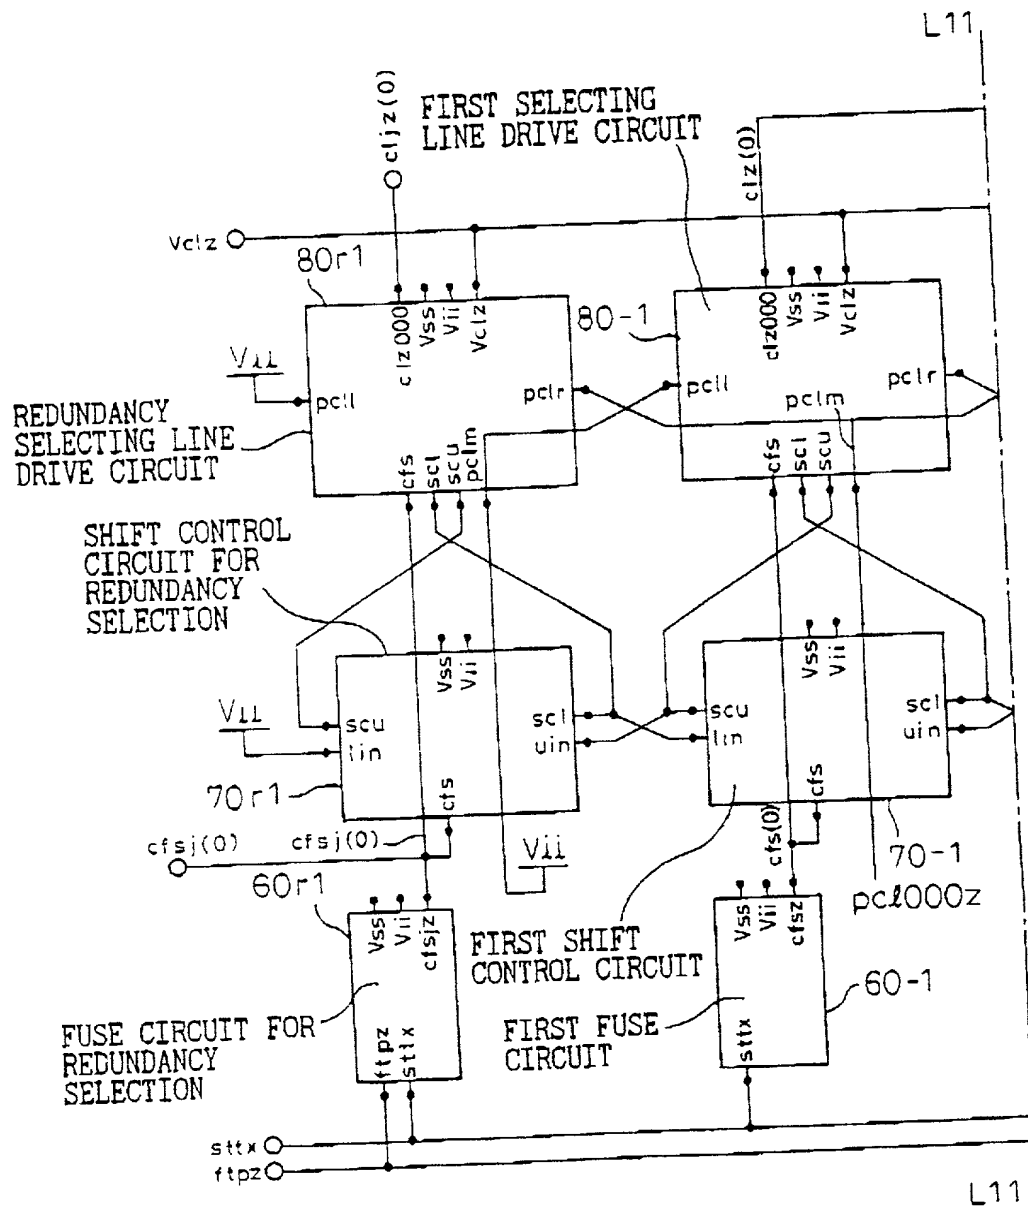 L11
cljz(0)
FIRST SELECTING
LINE DRIVE CIRCUIT
clz(0)
Vclz
80r1
clz000
Vss
Vii
Vclz
80-1
clz000
Vss
Vii
Vclz
Vii
pcll
pclr
pcll
pclr
pclm
REDUNDANCY
SELECTING LINE
DRIVE CIRCUIT
cfs
scl
scu
pclm
cfs
scl
scu
SHIFT CONTROL
CIRCUIT FOR
REDUNDANCY
SELECTION
Vss
Vii
Vss
Vii
Vii
scu
lin
scl
uin
scu
lin
scl
uin
70r1
cfs
cfs
cfsj(0)
cfsj(0)
Vii
cfs(0)
70-1
pcl000z
60r1
Vss
Vii
cfsjz
Vss
Vii
cfsz
FIRST SHIFT
CONTROL CIRCUIT
60-1
FUSE CIRCUIT FOR
REDUNDANCY
SELECTION
ftpz
stlx
FIRST FUSE
CIRCUIT
sttx
sttx
ftpz
L11